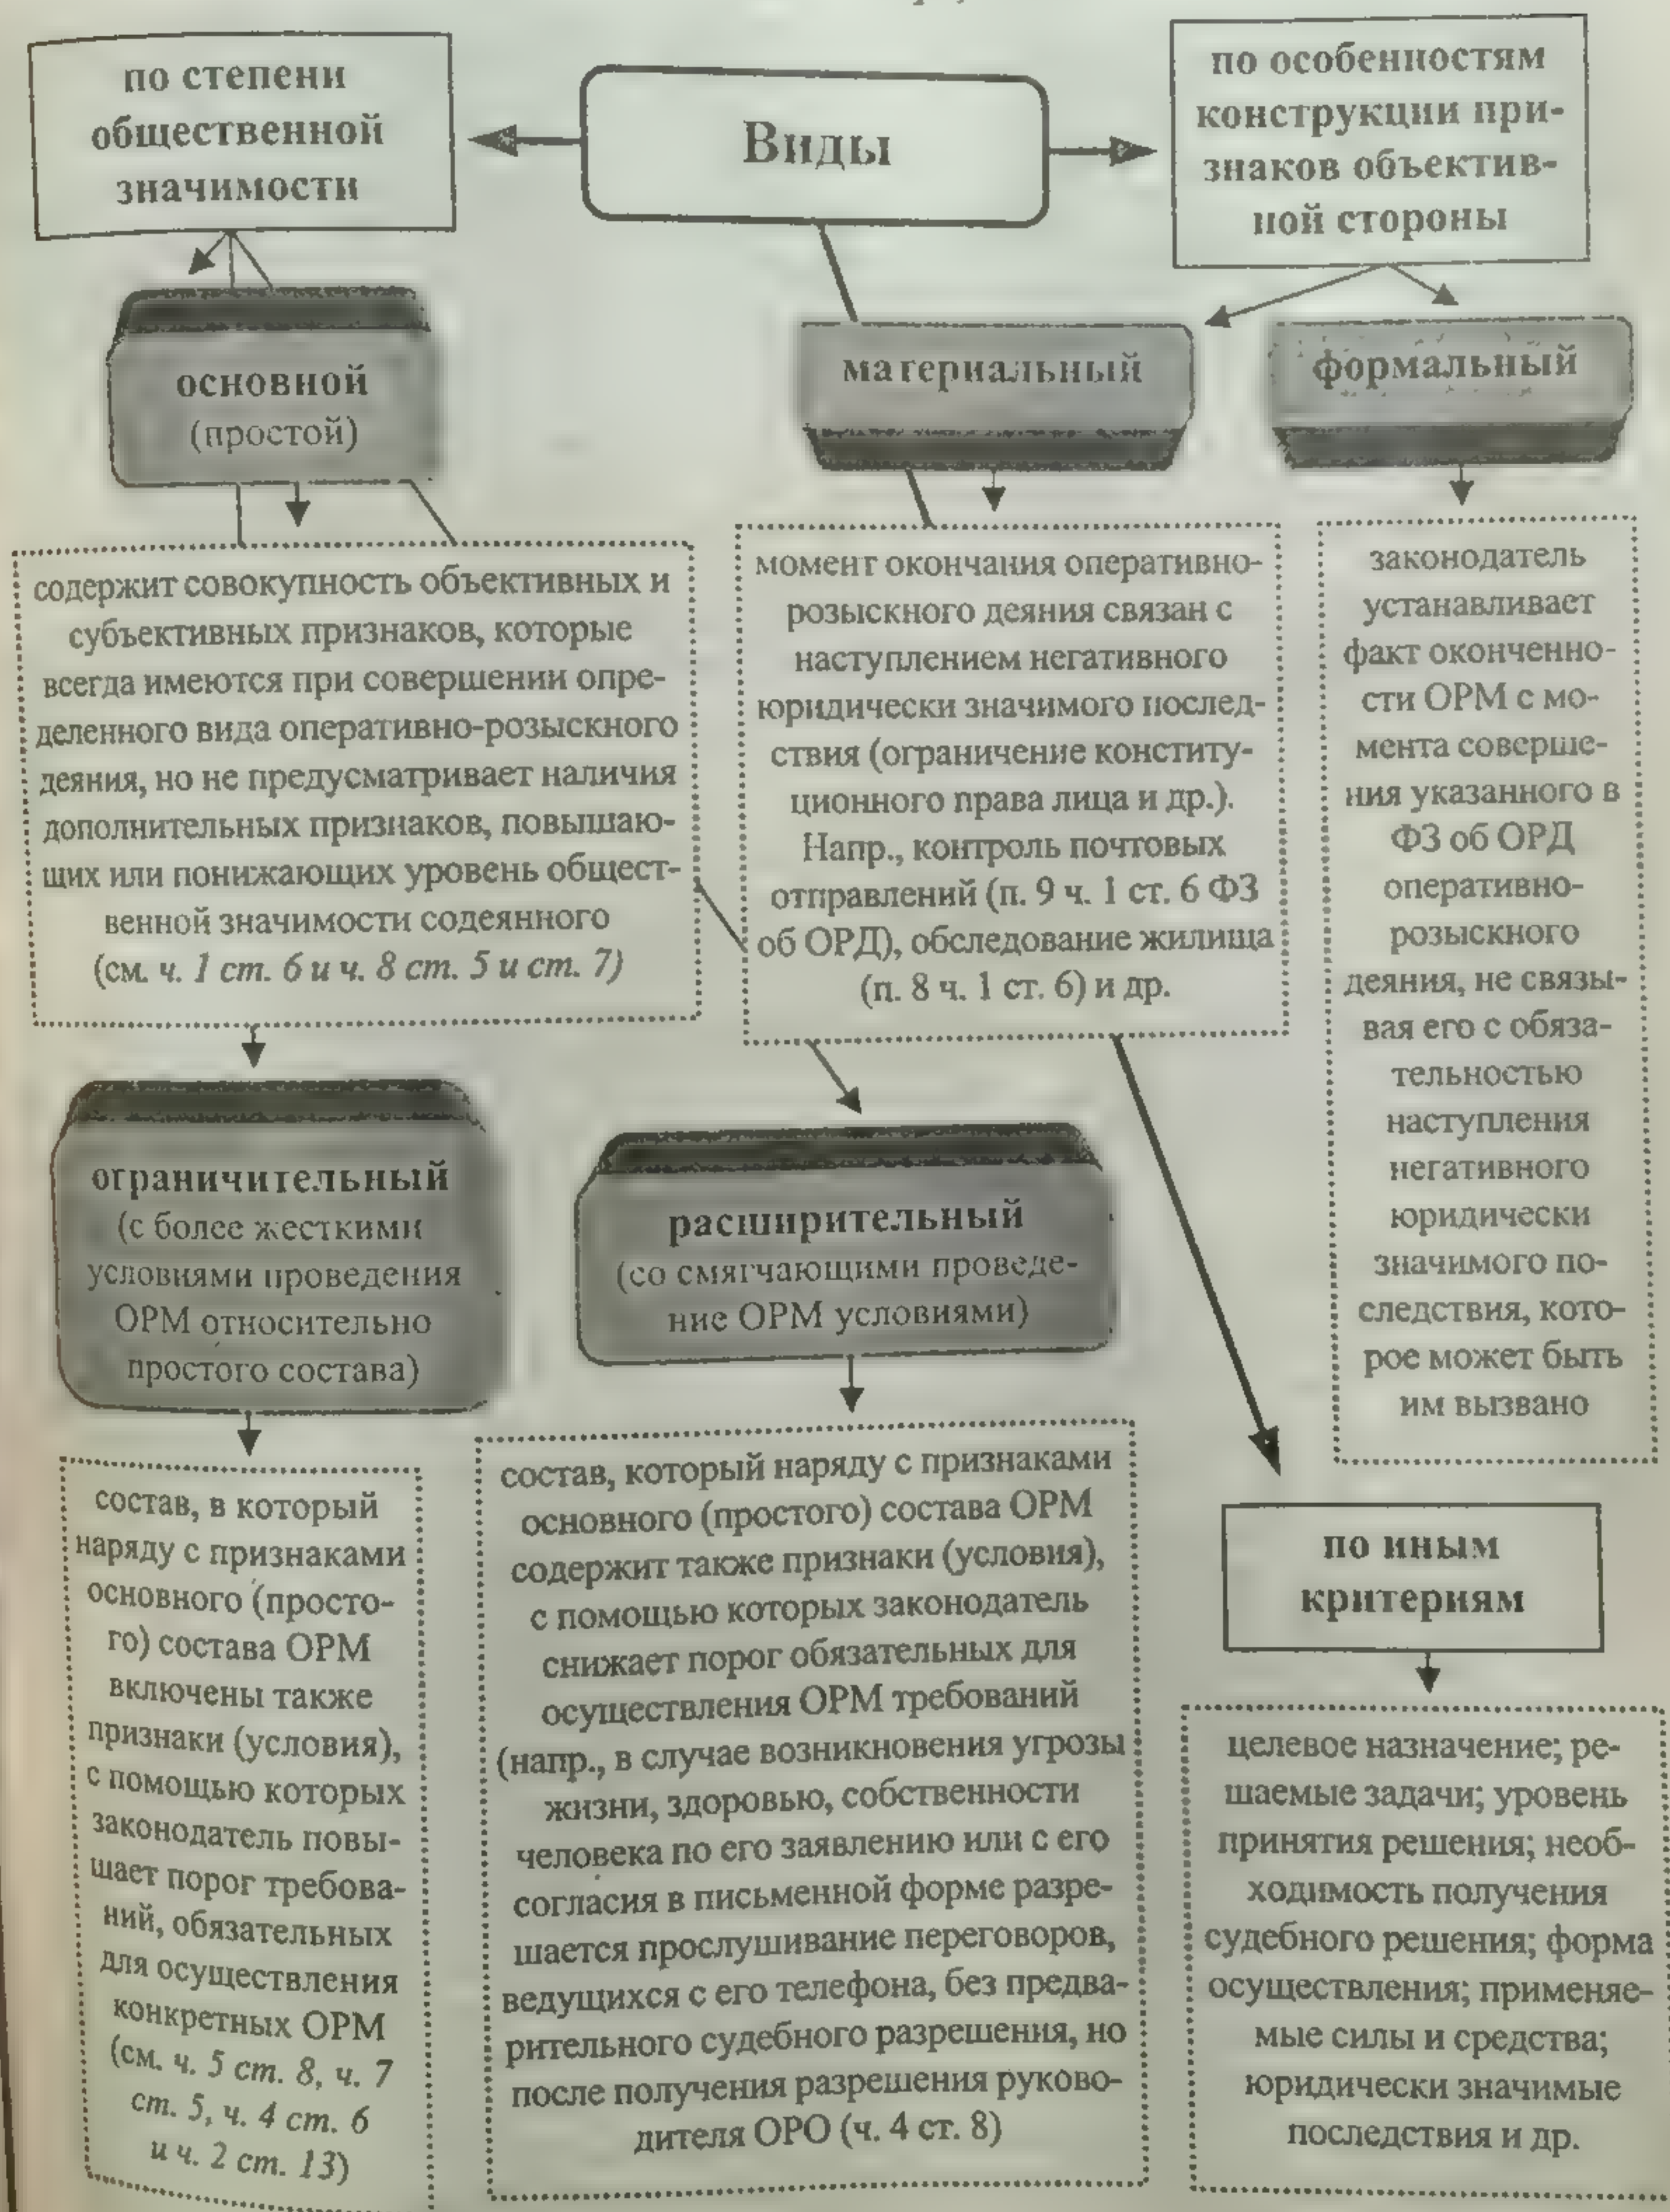 по степени
общественной
значимости
Виды
по особенностям
конструкции при-
знаков объектив-
ной стороны
основной
(простой)
материальный
формальный
содержит совокупность объективных и
субъективных признаков, которые
всегда имеются при совершении опре-
деленного вида оперативно-розыскного
деяния, но не предусматривает наличия
дополнительных признаков, повышаю-
щих или понижающих уровень общест-
венной значимости содеянного
(см. ч. 1 ст. 6 и ч. 8 ст. 5 и ст. 7)
момент окончания оперативно-
розыскного деяния связан с
наступлением негативного
юридически значимого послед-
ствия (ограничение конститу-
ционного права лица и др.).
Напр., контроль почтовых
отправлений (п. 9 ч. 1 ст. 6 ФЗ
об ОРД), обследование жилища
(п. 8 ч. 1 ст. 6) и др.
законодатель
устанавливает
факт оконченно-
сти ОРМ с мо-
мента соверше-
ния указанного в
ФЗ об ОРД
оперативно-
розыскного
деяния, не связы-
вая его с обяза-
тельностью
наступления
негативного
юридически
значимого по-
следствия, кото-
рое может быть
им вызвано
ограничительный
(с более жесткими
условиями проведения
ОРМ относительно
простого состава)
расширительный
(со смягчающими проведе-
ние ОРМ условиями)
состав, в который
наряду с признаками
основного (просто-
го) состава ОРМ
включены также
признаки (условия),
с помощью которых
законодатель повы-
шает порог требова-
ний, обязательных
для осуществления
конкретных ОРМ
(см. ч. 5 ст. 8, ч. 7
ст. 5, ч. 4 ст. 6
и ч. 2 ст. 13)
состав, который наряду с признаками
основного (простого) состава ОРМ
содержит также признаки (условия),
с помощью которых законодатель
снижает порог обязательных для
осуществления ОРМ требований
(напр., в случае возникновения угрозы
жизни, здоровью, собственности
человека по его заявлению или с его
согласия в письменной форме разре-
шается прослушивание переговоров,
ведущихся с его телефона, без предва-
рительного судебного разрешения, но
после получения разрешения руково-
дителя ОРО (ч. 4 ст. 8)
по иным
критериям
целевое назначение; ре-
шаемые задачи; уровень
принятия решения; необ-
ходимость получения
судебного решения; форма
осуществления; применяе-
мые силы и средства;
юридически значимые
последствия и др.